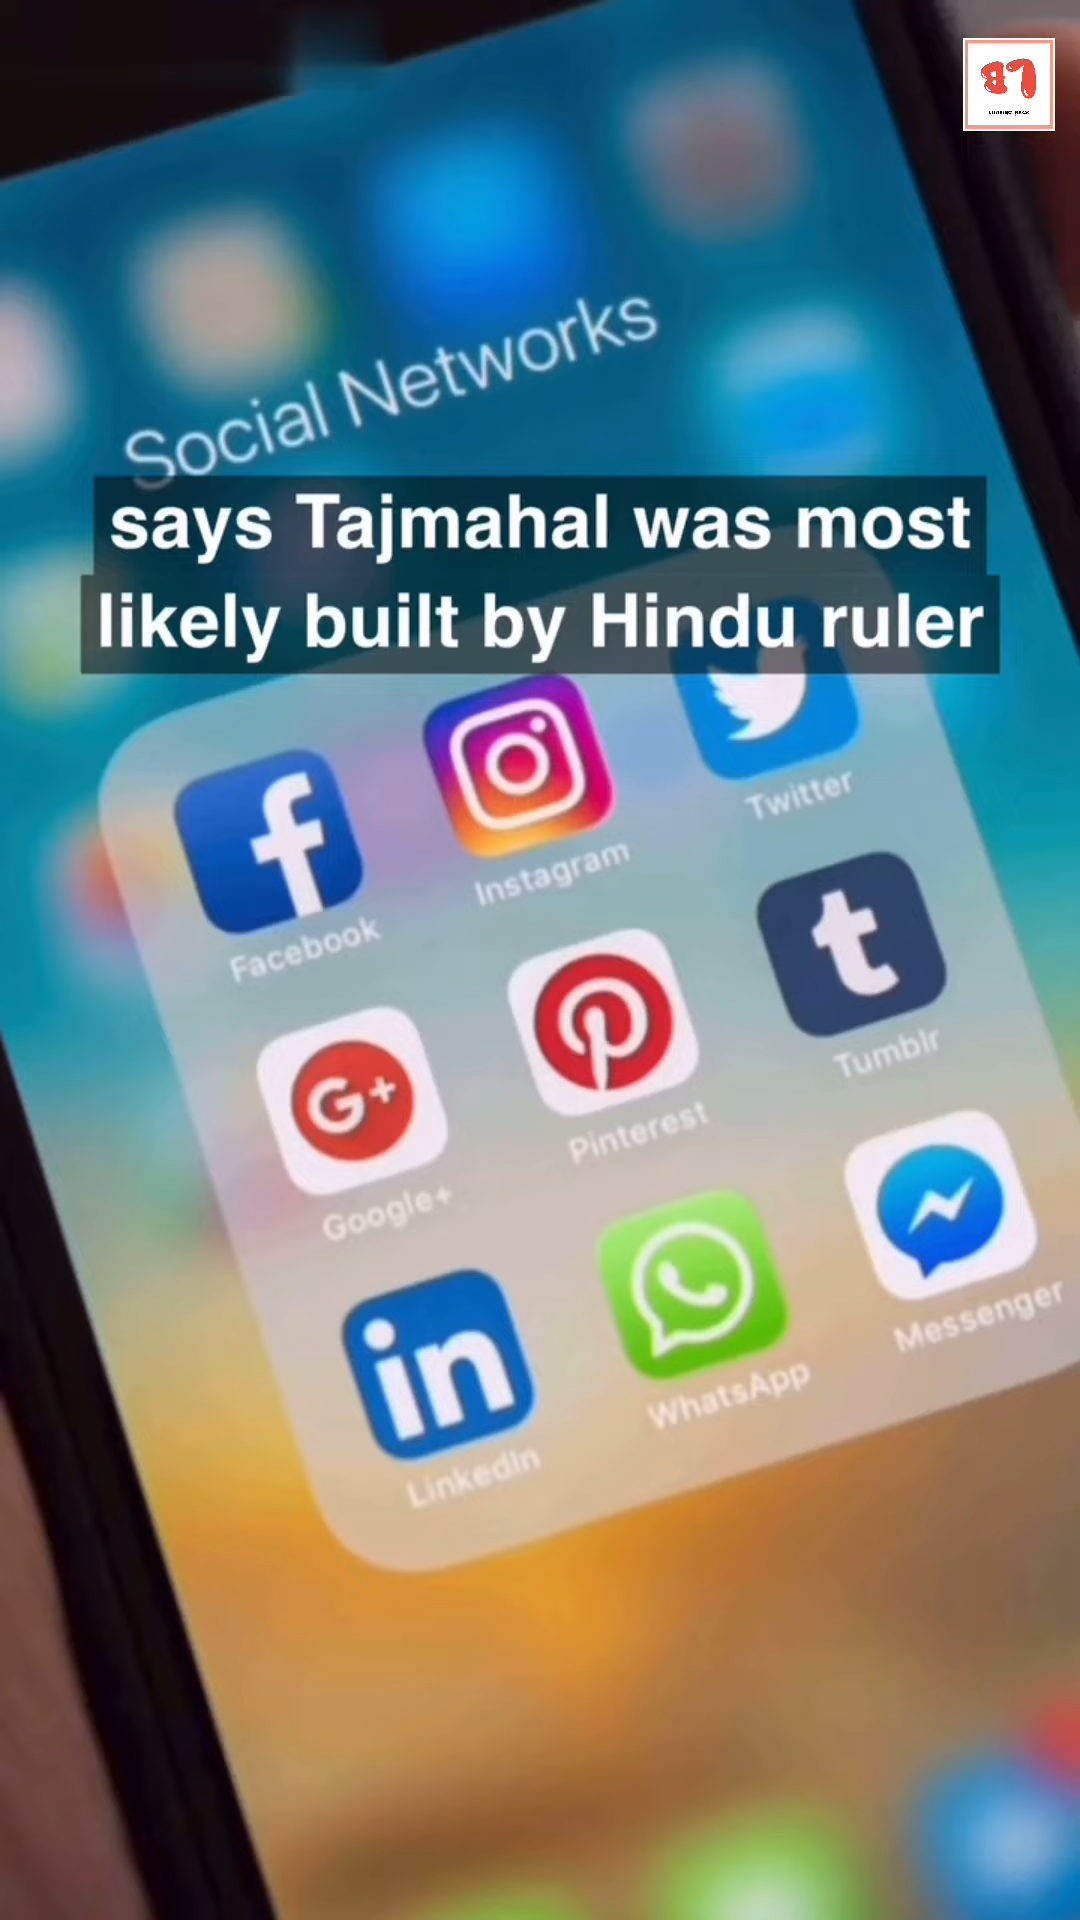 Social Networks
says Tajmahal was most
likely built by Hindu ruler
Facebook
Instagram
Twitter
Google+
Pinterest
Tumblr
LinkedIn
WhatsApp
Messenger